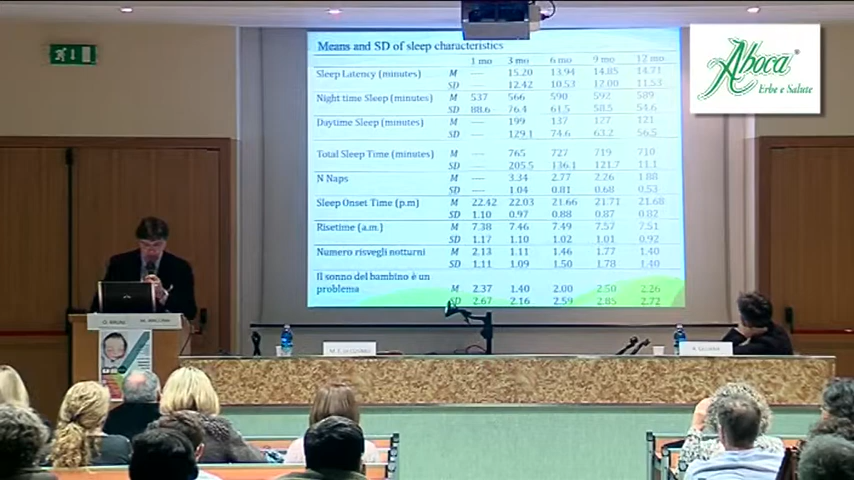 Means and SD of sleep characteristics
1 mo 3 mo 6 mo 9 mo 12 mo
Sleep Latency (minutes) M — 15.20 13.94 14.85 14.71
SD — 12.42 10.53 12.00 11.53
Night time Sleep (minutes) M 537 566 590 592 589
SD 88.6 76.4 61.5 58.5 54.6
Daytime Sleep (minutes) M — 199 137 177 121
SD — 129.1 74.6 63.2 56.5
Total Sleep Time (minutes) M — 765 727 719 710
SD — 205.5 136.1 121.7 11.1
N Naps M — 3.34 2.77 2.26 1.88
SD — 1.04 0.81 0.68 0.53
Sleep Onset Time (p.m) M 22.42 22.03 21.66 21.71 21.68
SD 1.10 0.97 0.88 0.87 0.82
Risetime (a.m.) M 7.38 7.46 7.49 7.57 7.51
SD 1.17 1.10 1.02 1.01 0.92
Numero risvegli notturni M 2.13 1.11 1.46 1.77 1.40
SD 1.11 1.09 1.50 1.78 1.40
Il sonno del bambino è un
problema M 2.37 1.40 2.00 2.50 2.26
SD 2.67 2.16 2.59 2.85 2.72
Aboca®
Erbe e Salute